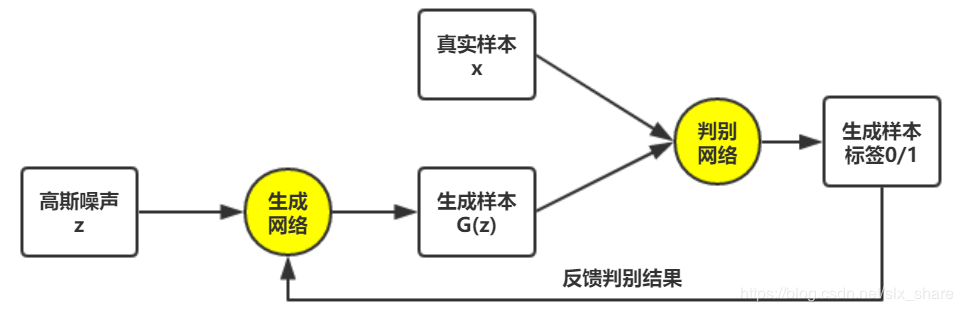 真实样本
x
判别
网络
生成样本
标签0/1
高斯噪声
z
生成
网络
生成样本
G(z)
反馈判别结果
https://blog.csdn.net/slx_share